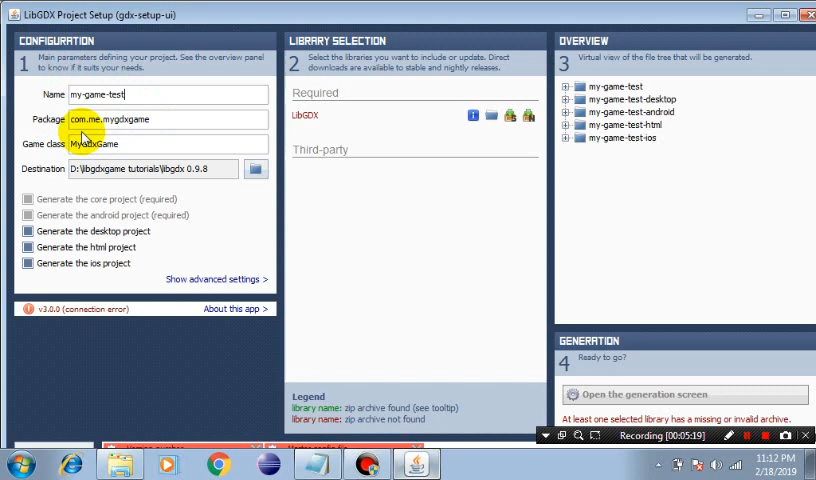 LibGDX Project Setup (gdx-setup-ui)
CONFIGURATION
1 Main parameters defining your project. See the overview panel
to know if it suits your needs.
Name my-game-test
Package com.me.mygdxgame
Game class MyGdxGame
Destination D:\libgdxgame tutorials\libgdx 0.9.8
Generate the core project (required)
Generate the android project (required)
Generate the desktop project
Generate the html project
Generate the ios project
Show advanced settings >
v3.0.0 (connection error) About this app >
LIBRARY SELECTION
2 Select the libraries you want to include or update. Direct
downloads are available to stable and nightly releases.
Required
LibGDX
Third-party
Legend
library name: zip archive found (see tooltip)
library name: zip archive not found
OVERVIEW
3 Virtual view of the file tree that will be generated.
my-game-test
my-game-test-desktop
my-game-test-android
my-game-test-html
my-game-test-ios
GENERATION
4 Ready to go?
Open the generation screen
At least one selected library has a missing or invalid archive.
Recording [00:05:19]
11:12 PM
2/18/2019